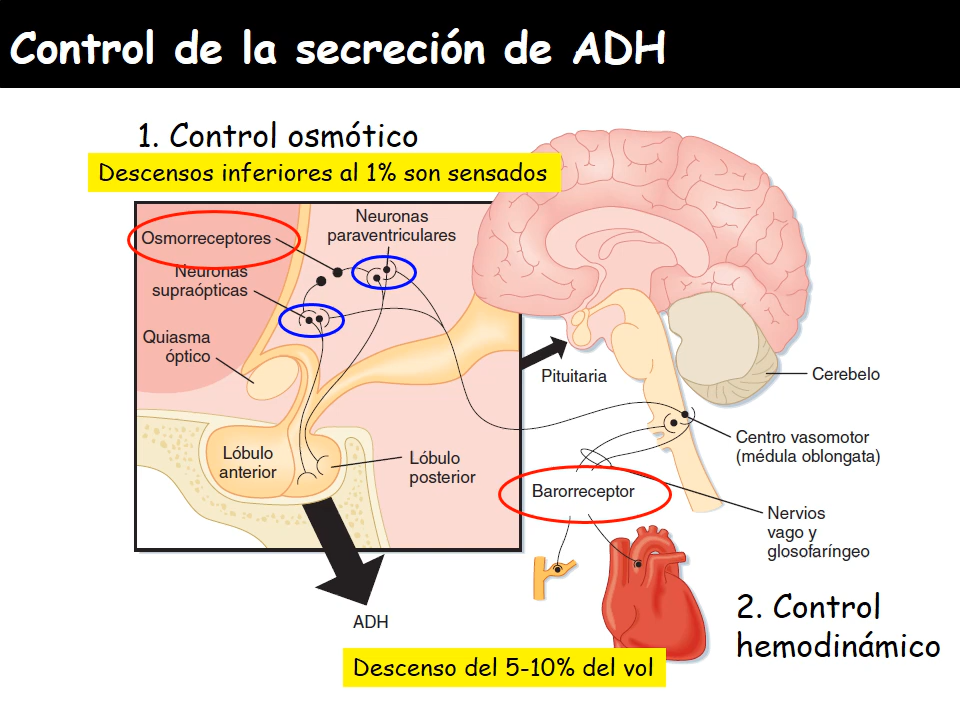 Control de la secreción de ADH
1. Control osmótico
Descensos inferiores al 1% son sensados
Osmorreceptores
Neuronas
paraventriculares
Neuronas
supraópticas
Quiasma
óptico
Lóbulo
anterior
Lóbulo
posterior
ADH
Pituitaria
Cerebelo
Centro vasomotor
(médula oblongata)
Barorreceptor
Nervios
vago y
glosofaríngeo
2. Control
hemodinámico
Descenso del 5-10% del vol